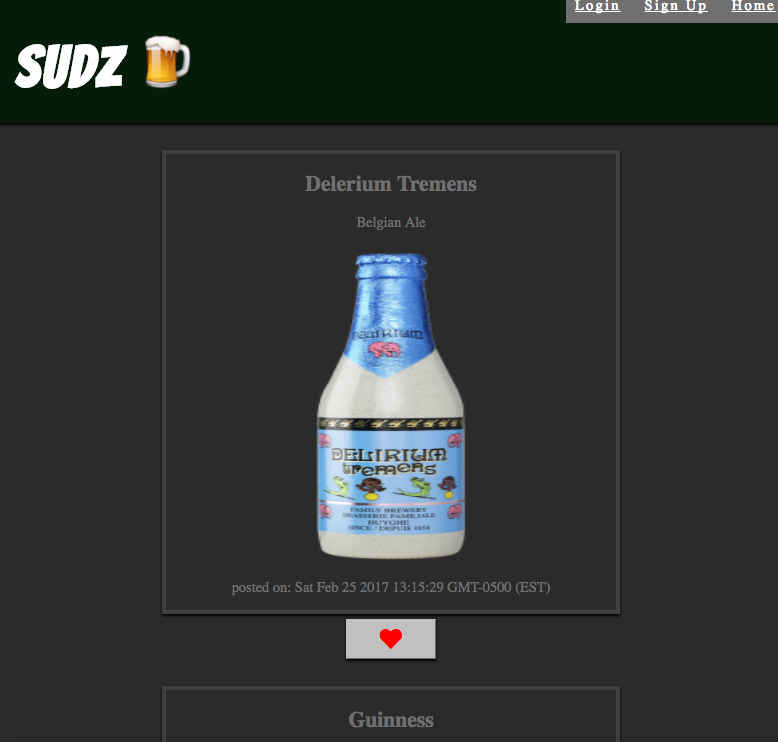 Login Sign Up Home
SUDZ
Delerium Tremens
Belgian Ale
DELIRIUM
DELIRIUM
tremens
FAMILY BREWERY
BRASSERIE FAMILIALE
HUYGHE
SINCE / DEPUIS 1654
posted on: Sat Feb 25 2017 13:15:29 GMT-0500 (EST)
Guinness